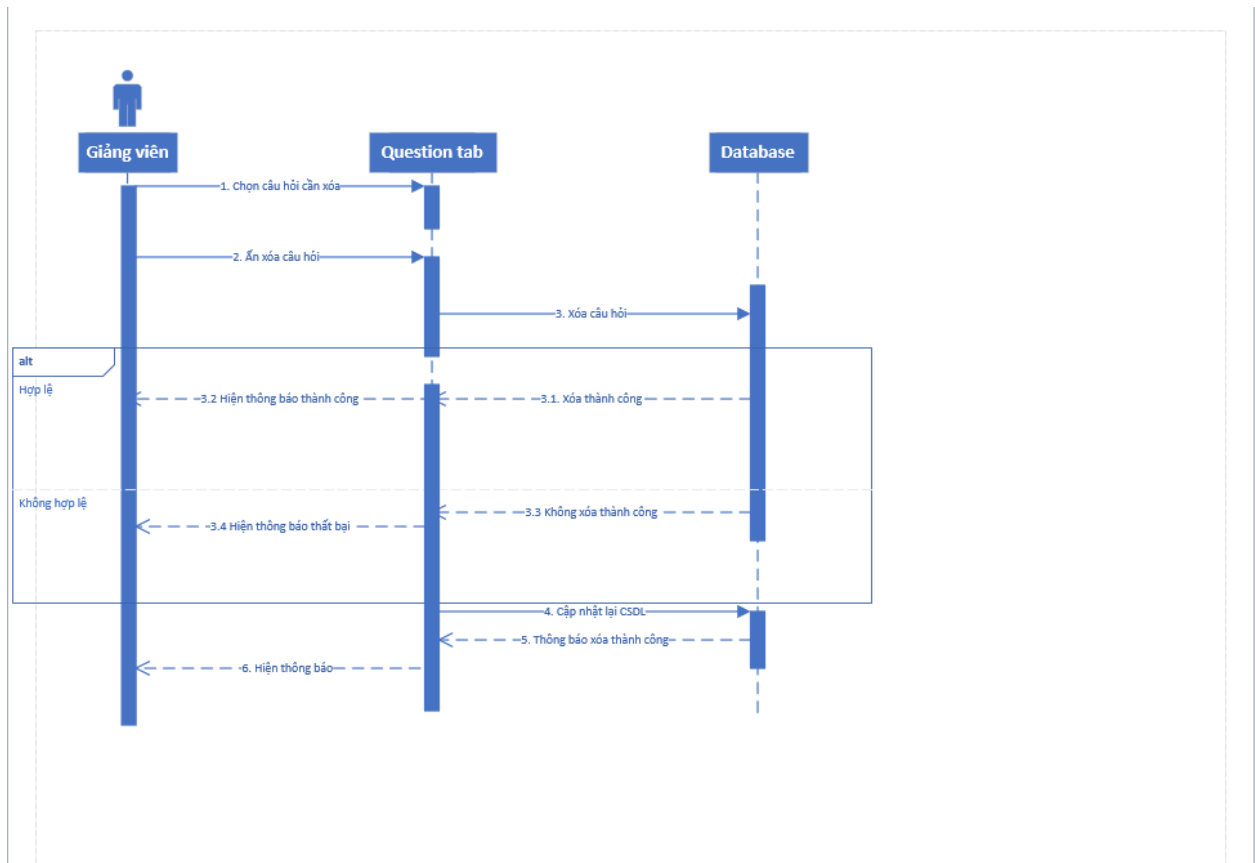 Giảng viên
Question tab
Database
1. Chọn câu hỏi cần xóa
2. Ấn xóa câu hỏi
3. Xóa câu hỏi
alt
Hợp lệ
3.2 Hiện thông báo thành công
3.1. Xóa thành công
Không hợp lệ
3.3 Không xóa thành công
3.4 Hiện thông báo thất bại
4. Cập nhật lại CSDL
5. Thông báo xóa thành công
6. Hiện thông báo